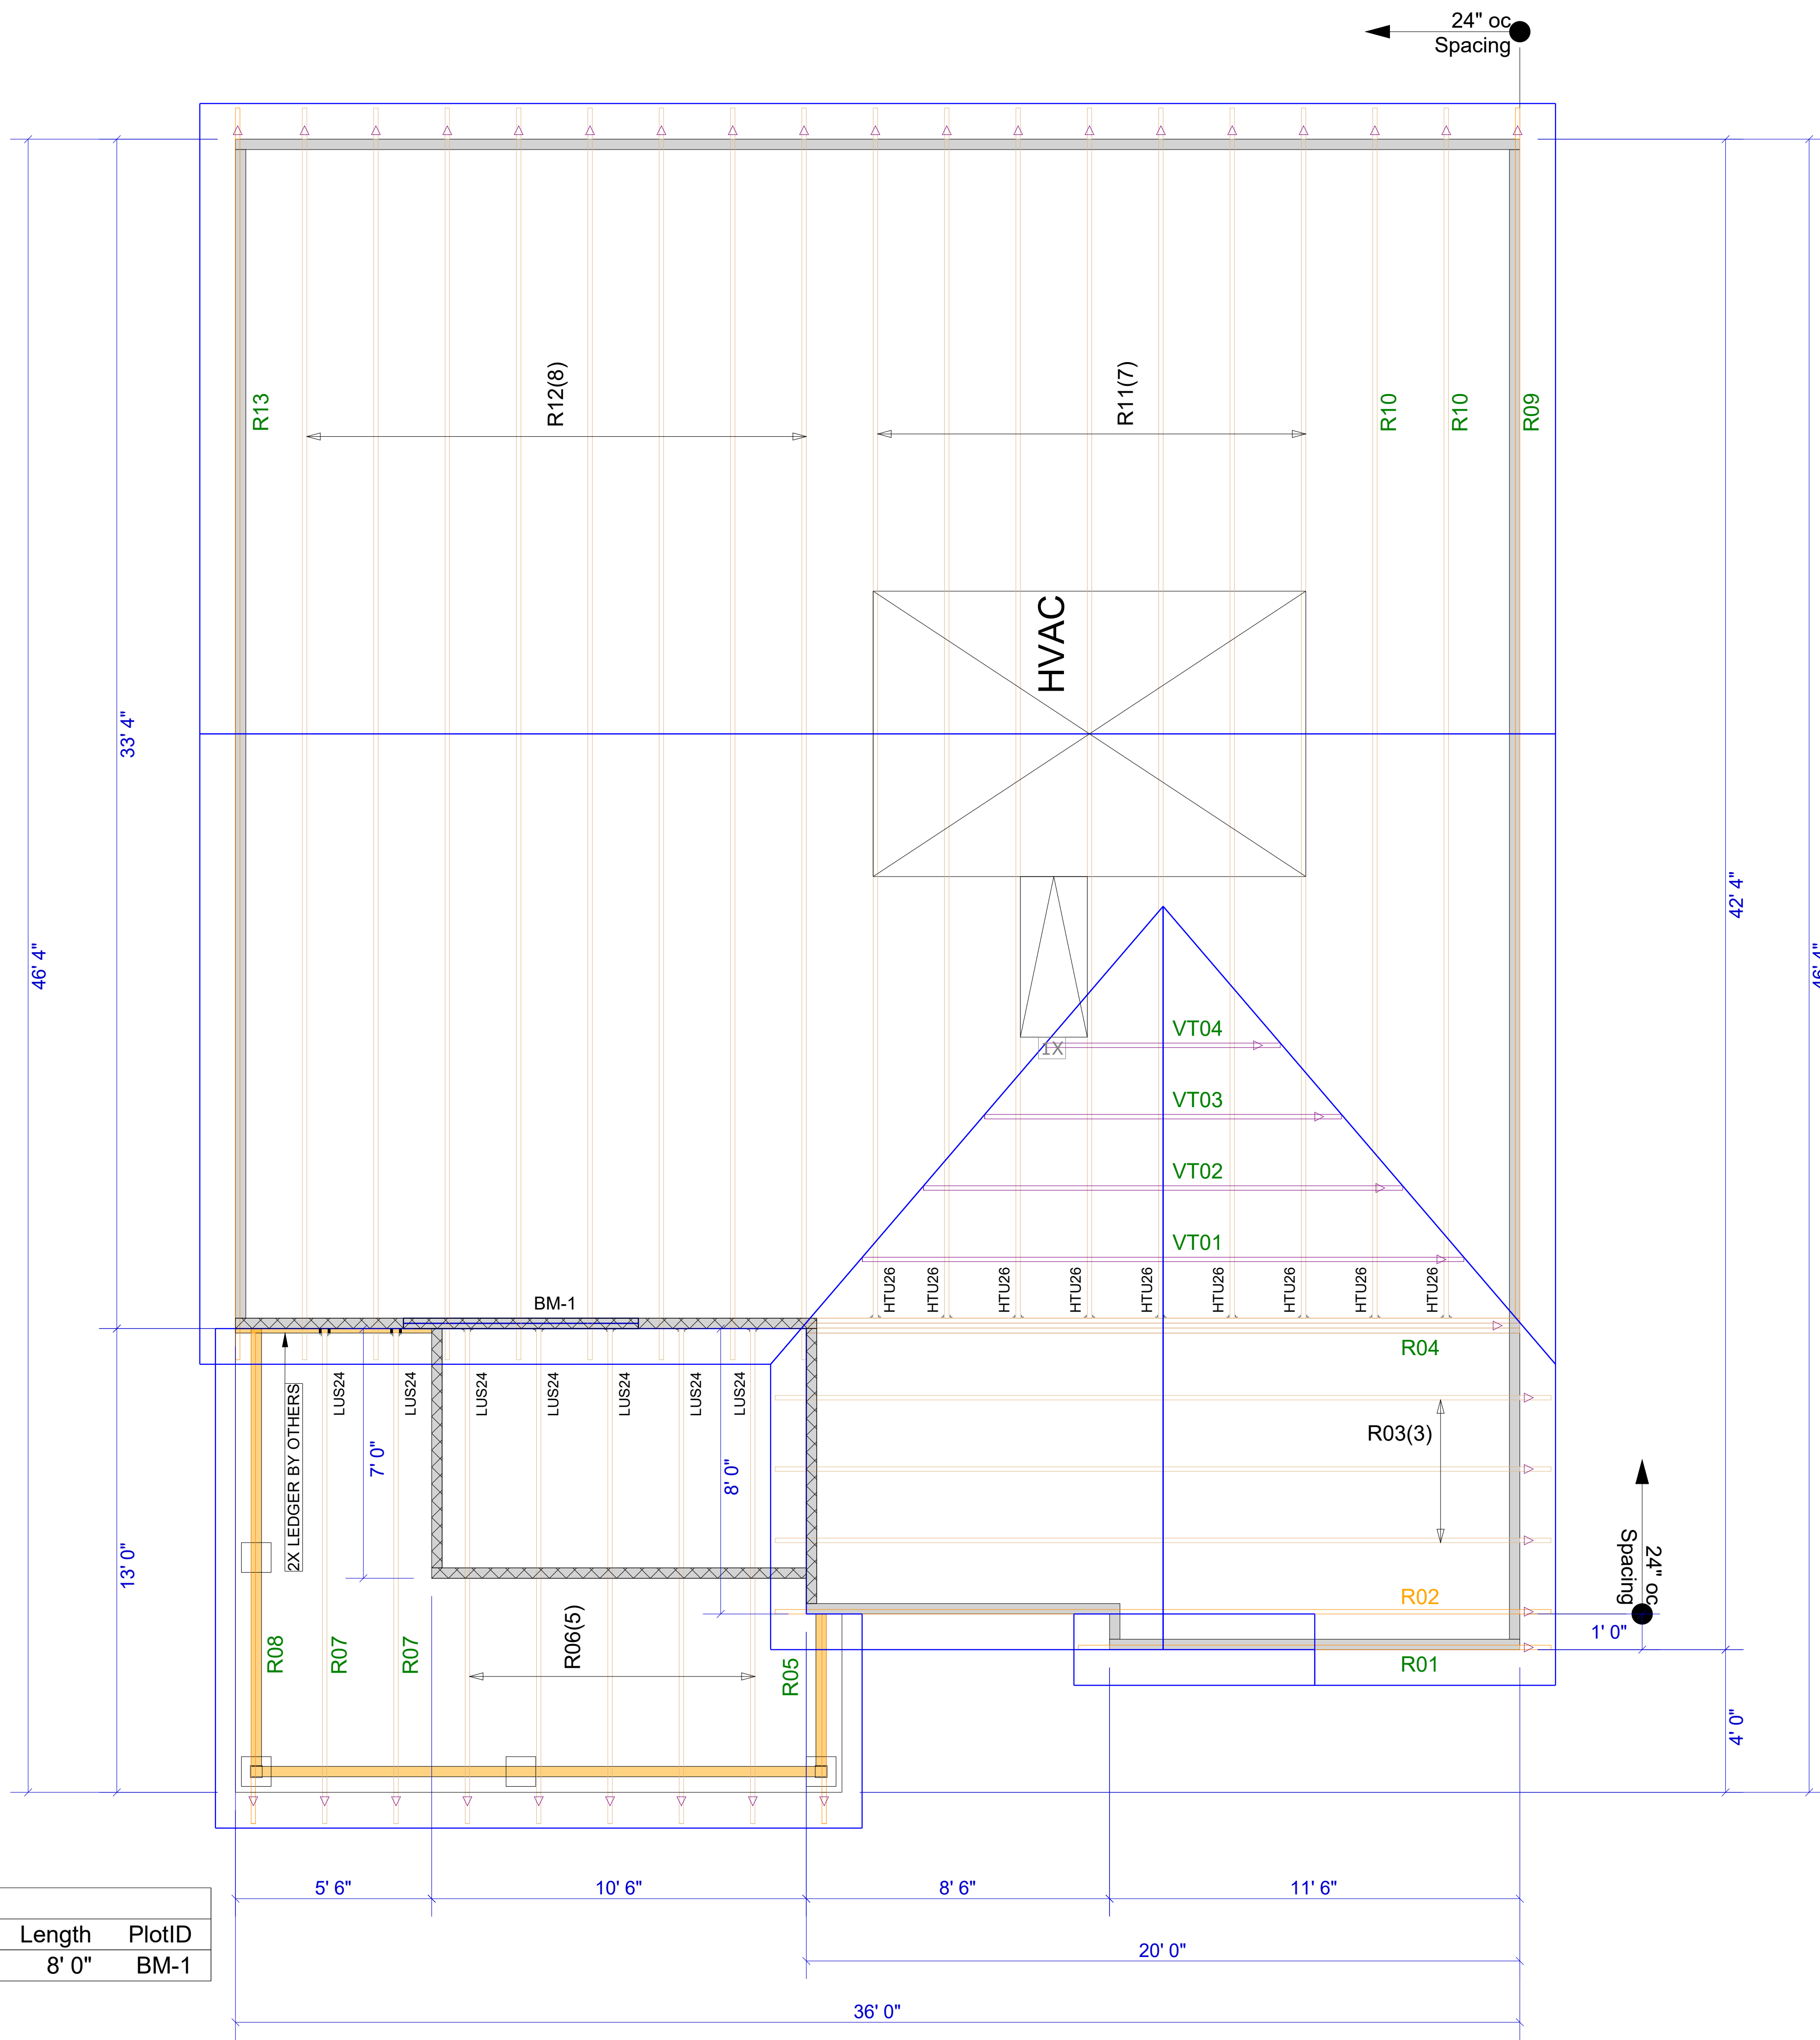 24" oc
Spacing
R13
R12(8)
R11(7)
R10
R10
R09
HVAC
33' 4"
42' 4"
46' 4"
46' 4"
VT04
1X
VT03
VT02
VT01
HTU26
HTU26
HTU26
HTU26
HTU26
HTU26
HTU26
HTU26
HTU26
BM-1
R04
LUS24
LUS24
LUS24
LUS24
LUS24
LUS24
LUS24
2X LEDGER BY OTHERS
7' 0"
8' 0"
R03(3)
24" oc
Spacing
13' 0"
R02
1' 0"
R08
R07
R07
R06(5)
R05
R01
4' 0"
5' 6"
10' 6"
8' 6"
11' 6"
Length PlotID
8' 0" BM-1
20' 0"
36' 0"